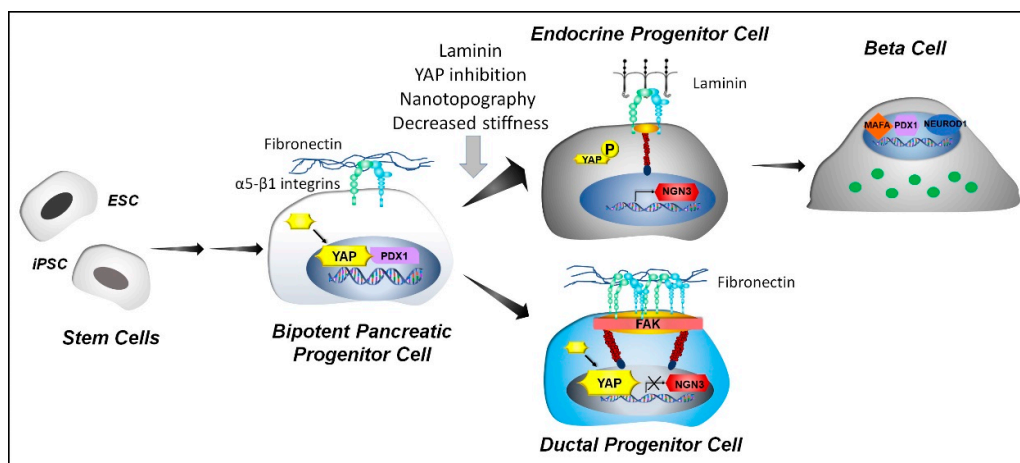 Endocrine Progenitor Cell
Beta Cell
Laminin
YAP inhibition
Nanotopography
Decreased stiffness
Laminin
MAFA
PDX1
NEUROD1
Fibronectin
α5-β1 integrins
YAP
P
NGN3
ESC
iPSC
YAP
PDX1
Stem Cells
Bipotent Pancreatic
Progenitor Cell
Fibronectin
FAK
YAP
NGN3
Ductal Progenitor Cell